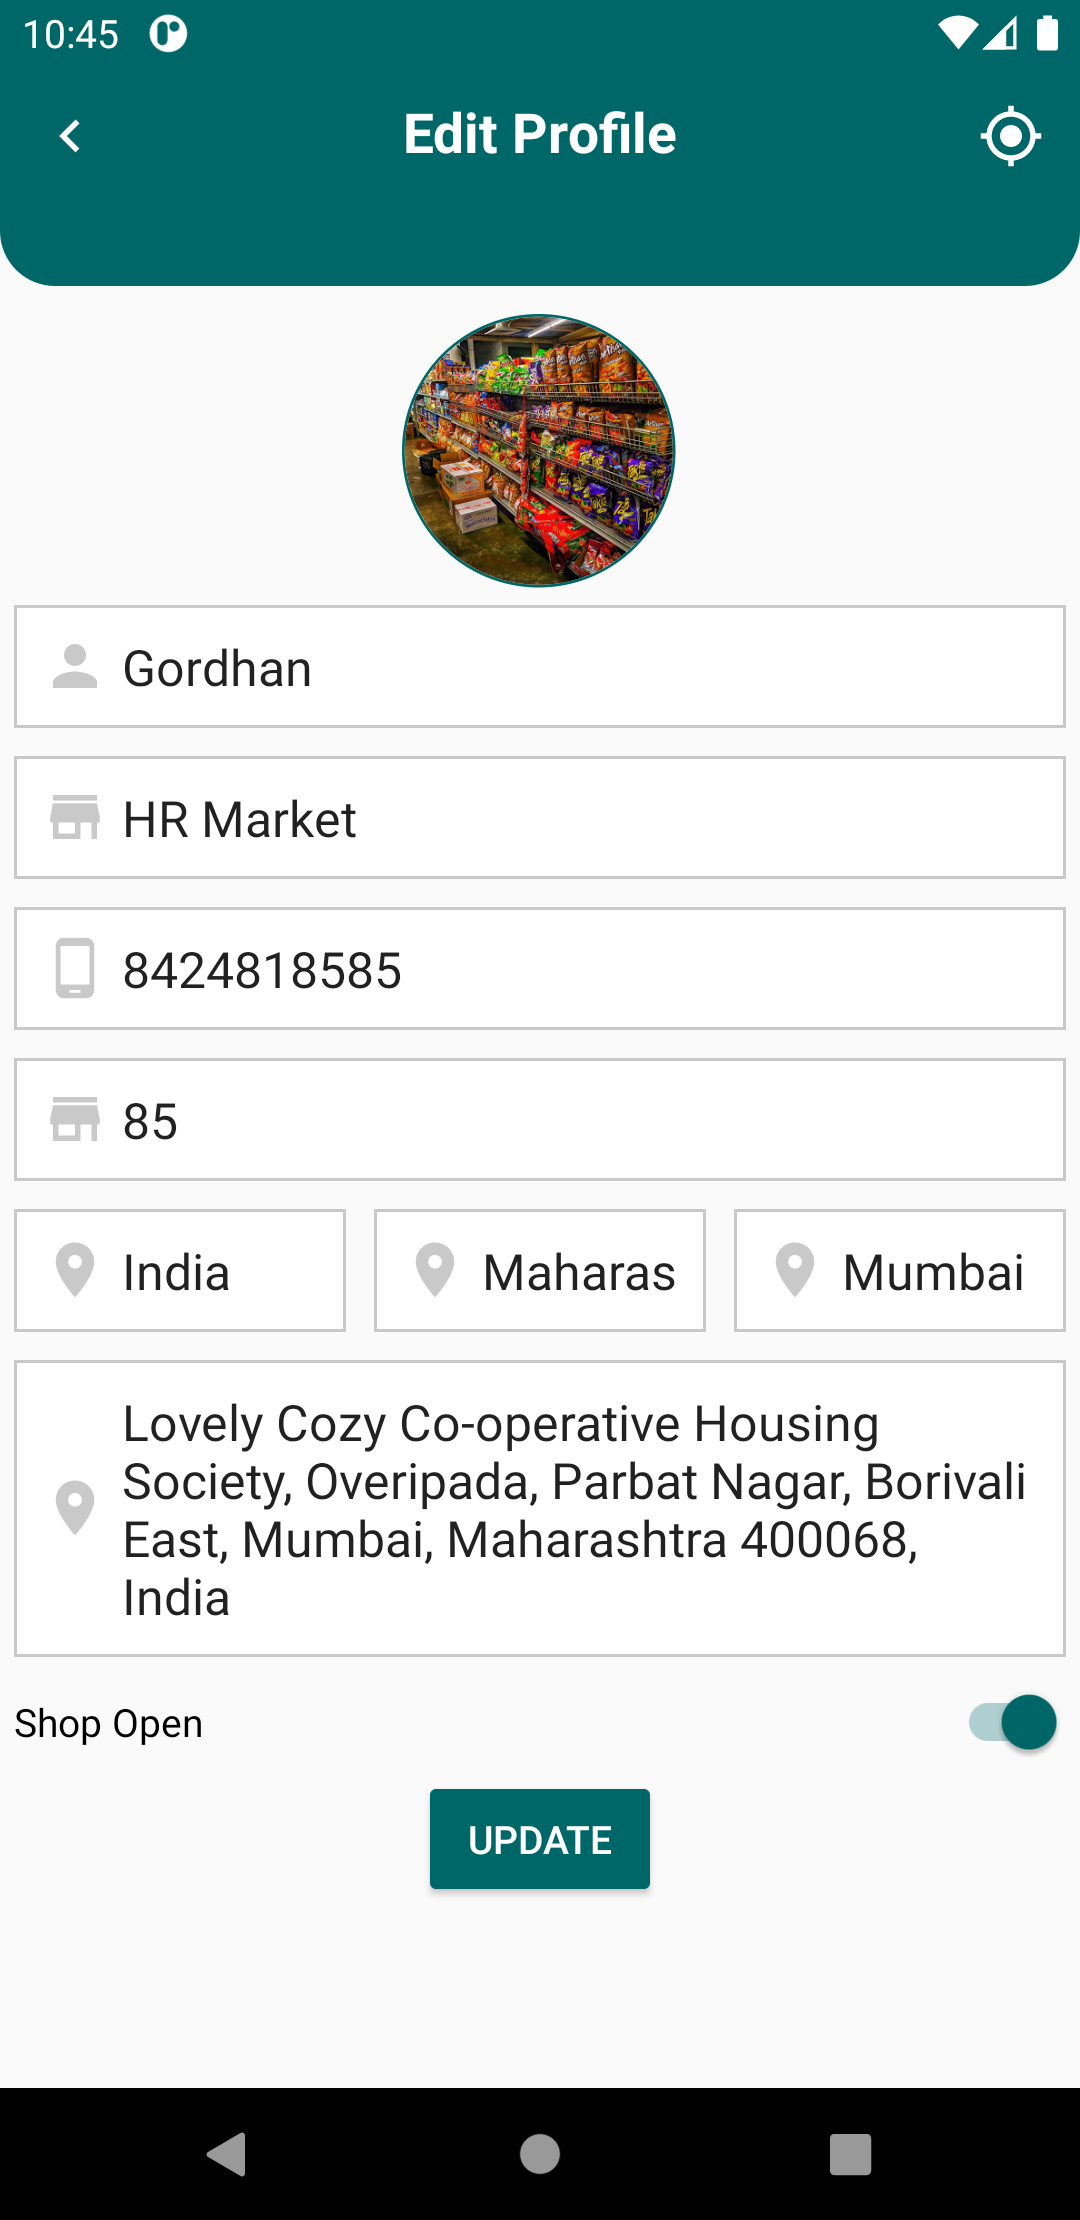 10:45
Edit Profile
Gordhan
HR Market
8424818585
85
India
Maharas
Mumbai
Lovely Cozy Co-operative Housing
Society, Overipada, Parbat Nagar, Borivali
East, Mumbai, Maharashtra 400068,
India
Shop Open
UPDATE